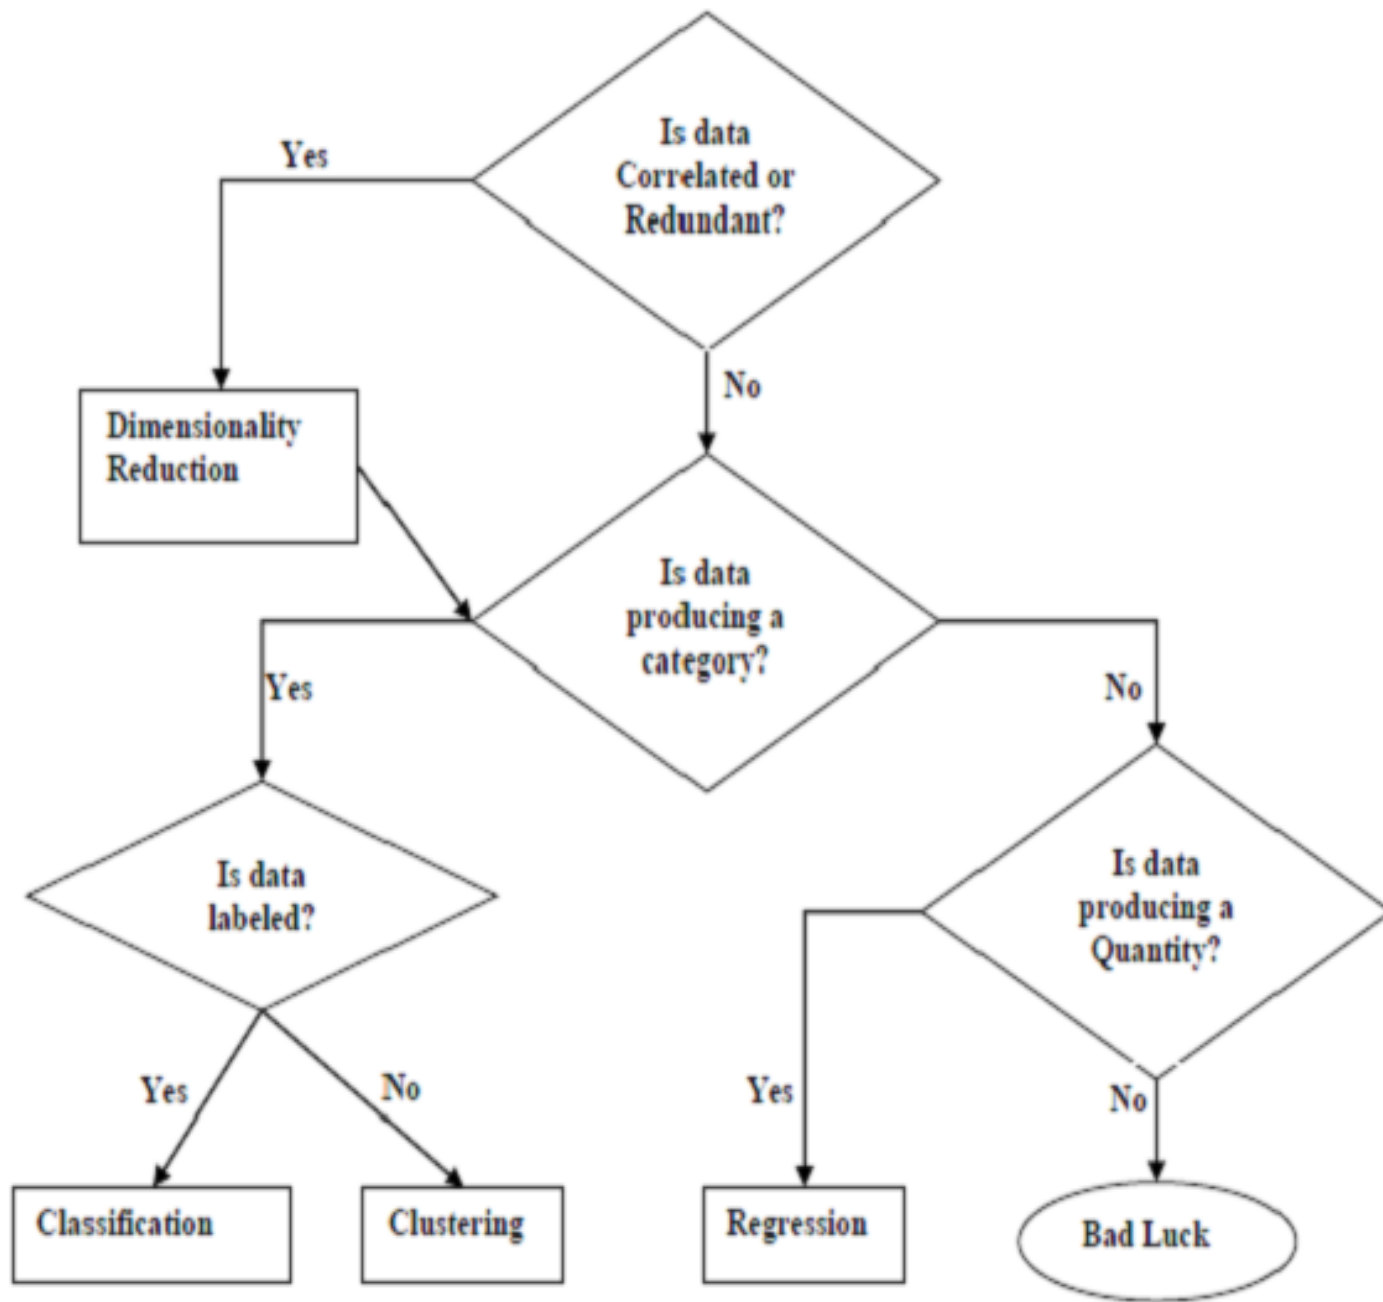 Is data
Correlated or
Redundant?
Yes
No
Dimensionality
Reduction
Is data
producing a
category?
Yes
No
Is data
labeled?
Is data
producing a
Quantity?
Yes
No
Yes
No
Classification
Clustering
Regression
Bad Luck